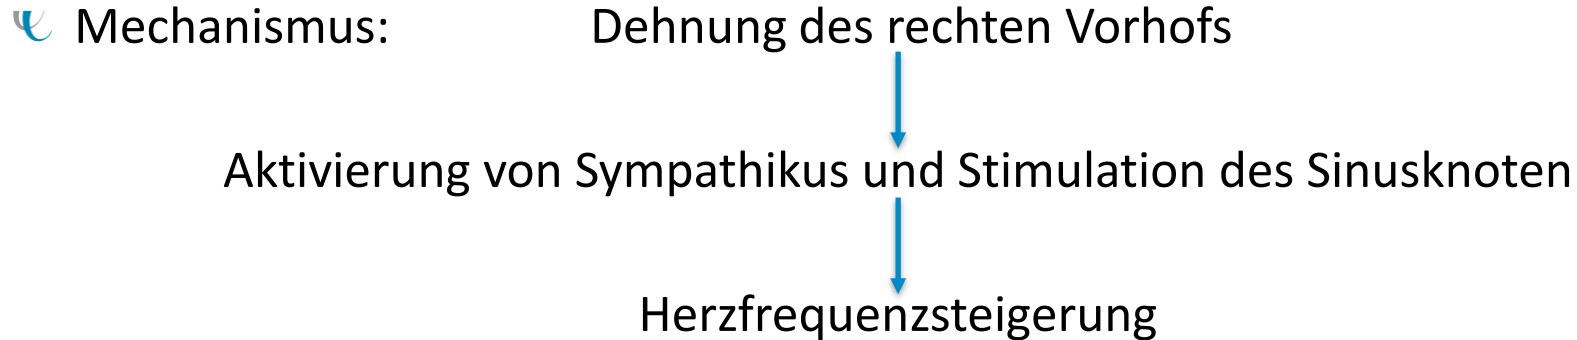 Mechanismus: Dehnung des rechten Vorhofs
Aktivierung von Sympathikus und Stimulation des Sinusknoten
Herzfrequenzsteigerung